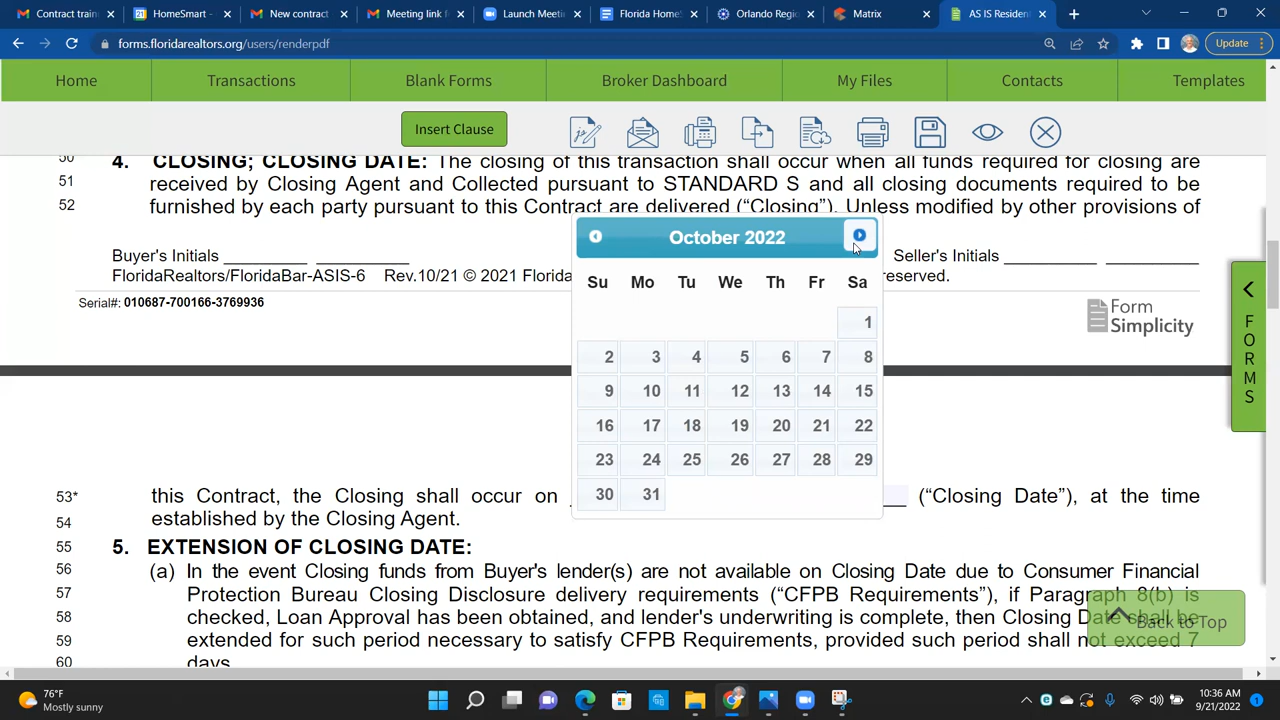 Contract train
HomeSmart -
New contract
Meeting link f
Launch Meeti
Florida Home
Orlando Regi
Matrix
AS IS Residen
forms.floridarealtors.org/users/renderpdf
Update
Home
Transactions
Blank Forms
Broker Dashboard
My Files
Contacts
Templates
Insert Clause
50 4. CLOSING; CLOSING DATE: The closing of this transaction shall occur when all funds required for closing are
51 received by Closing Agent and Collected pursuant to STANDARD S and all closing documents required to be
52 furnished by each party pursuant to this Contract are delivered (“Closing”). Unless modified by other provisions of
Buyer's Initials ________ ________ Seller's Initials ________ ________
FloridaRealtors/FloridaBar-ASIS-6 Rev.10/21 © 2021 Florida reserved.
Serial#: 010687-700166-3769936
Form
Simplicity
October 2022
Su Mo Tu We Th Fr Sa
1
2 3 4 5 6 7 8
9 10 11 12 13 14 15
16 17 18 19 20 21 22
23 24 25 26 27 28 29
30 31
FORMS
53* this Contract, the Closing shall occur on (“Closing Date”), at the time
54 established by the Closing Agent.
55 5. EXTENSION OF CLOSING DATE:
56 (a) In the event Closing funds from Buyer's lender(s) are not available on Closing Date due to Consumer Financial
57 Protection Bureau Closing Disclosure delivery requirements (“CFPB Requirements”), if Paragraph 8(b) is
58 checked, Loan Approval has been obtained, and lender's underwriting is complete, then Closing Date shall be
59 extended for such period necessary to satisfy CFPB Requirements, provided such period shall not exceed 7
60 days
Back to Top
76°F
Mostly sunny
10:36 AM
9/21/2022
1